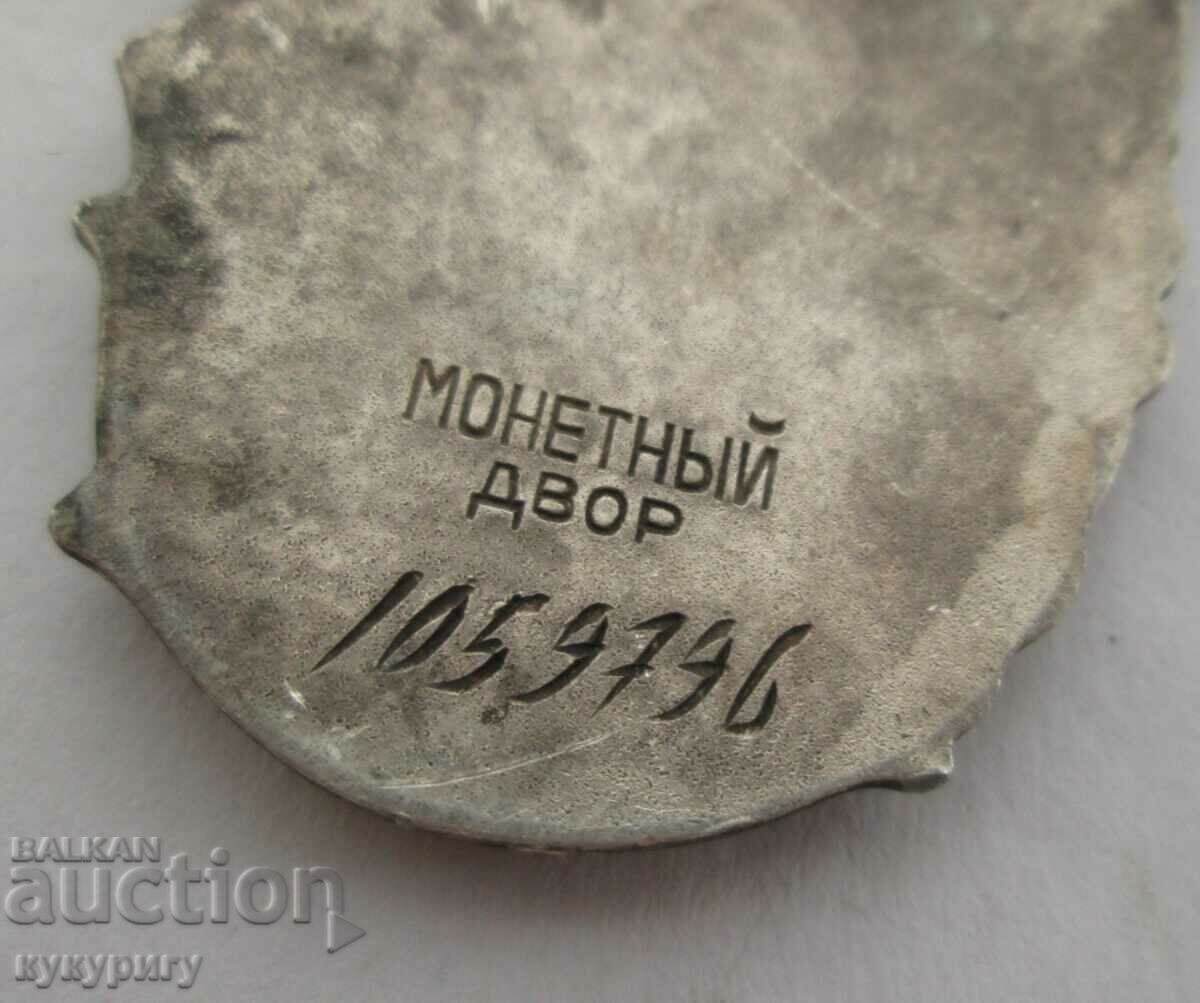 МОНЕТНЫЙ
ДВОР
1059796
BALKAN
auction
кукуригу